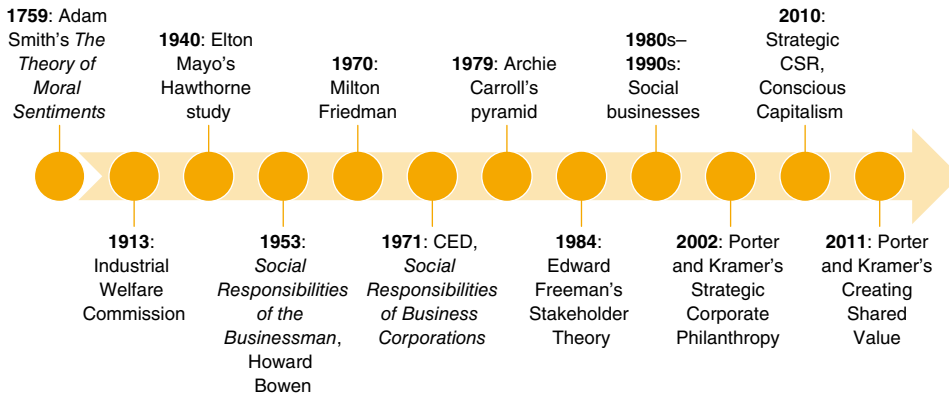 1759: Adam
Smith's The
Theory of
Moral
Sentiments
1913:
Industrial
Welfare
Commission
1940: Elton
Mayo's
Hawthorne
study
1953:
Social
Responsibilities
of the
Businessman,
Howard
Bowen
1970:
Milton
Friedman
1971: CED,
Social
Responsibilities
of Business
Corporations
1979: Archie
Carroll's
pyramid
1984:
Edward
Freeman's
Stakeholder
Theory
1980s–
1990s:
Social
businesses
2002: Porter
and Kramer's
Strategic
Corporate
Philanthropy
2010:
Strategic
CSR,
Conscious
Capitalism
2011: Porter
and Kramer's
Creating
Shared
Value